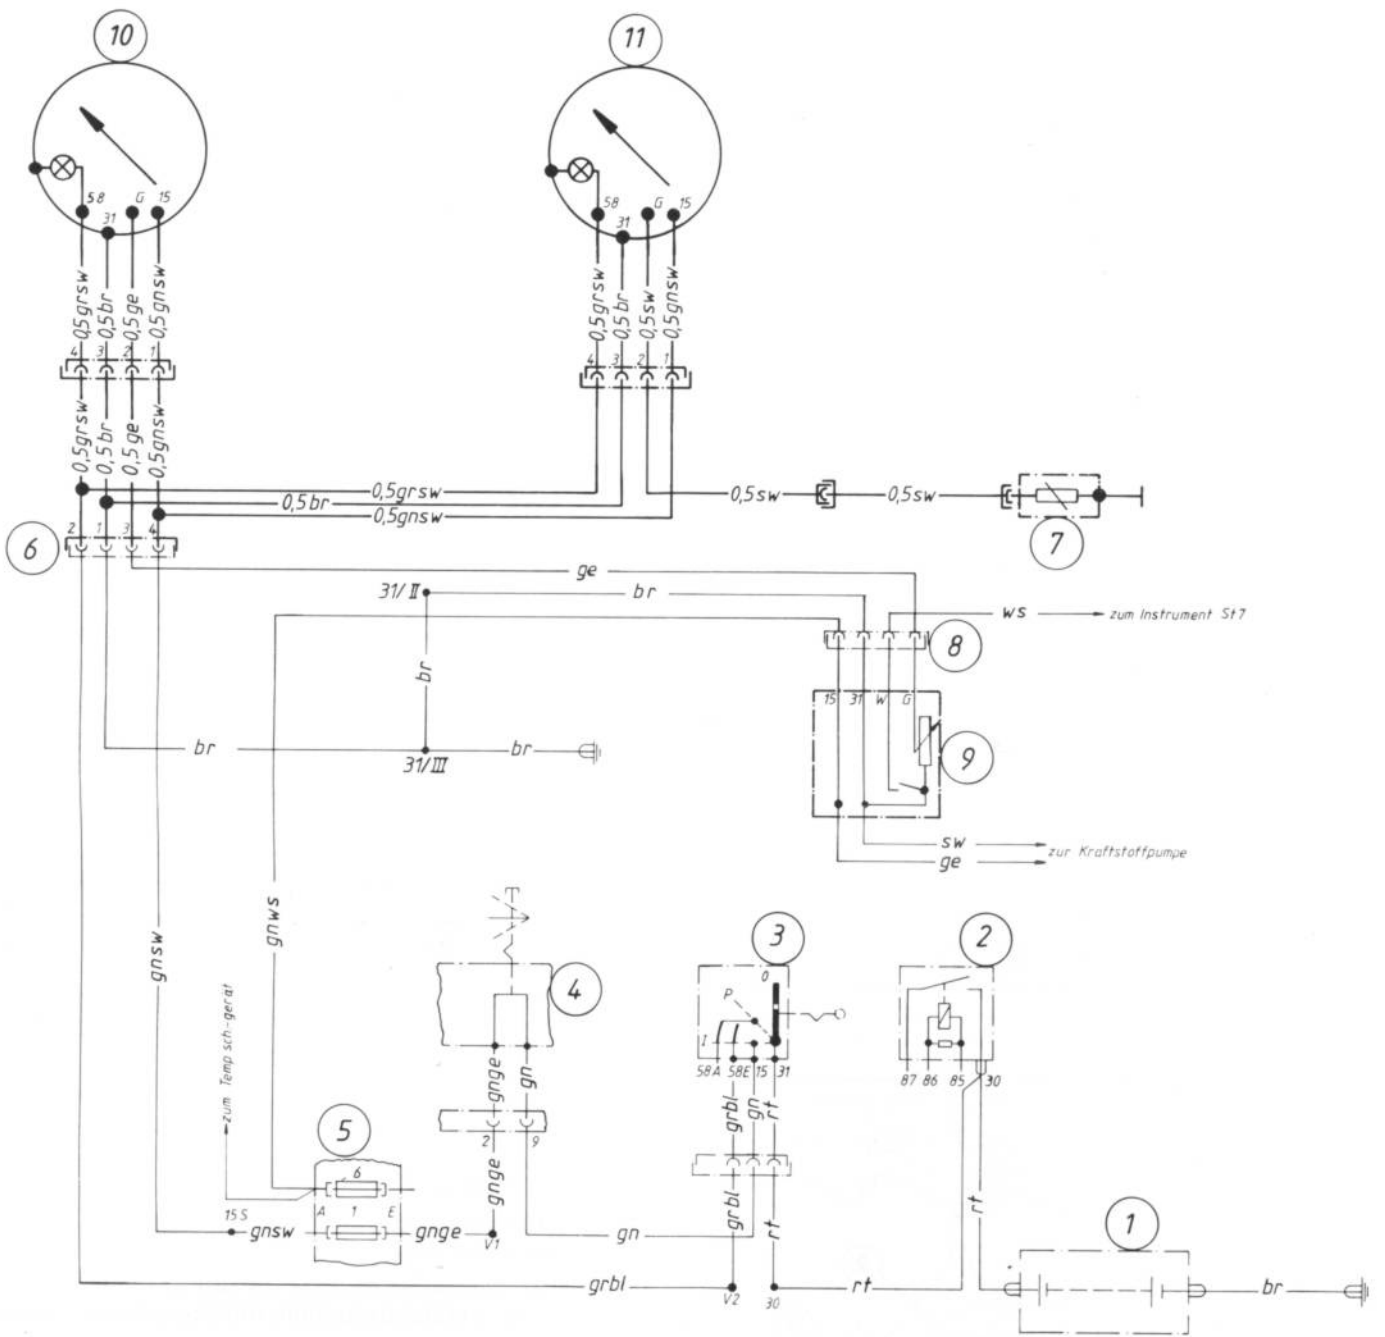 10
11
58 G 15
31
58 G 15
31
0,5grsw 0,5br 0,5ge 0,5gnsw
0,5grsw 0,5br 0,5sw 0,5gnsw
4 3 2 1
4 3 2 1
0,5grsw 0,5br 0,5ge 0,5gnsw
0,5grsw
0,5br
0,5gnsw
0,5sw
0,5sw
7
6
2 1 3 4
ge
31/II
br
ws
zum Instrument St7
8
br
15 31 W G
9
br
31/III
br
sw
ge
zur Kraftstoffpumpe
gnsw
gnws
zum Temp sch-gerät
4
3
0
P
I
58A 58E 15 31
2
87 86 85 30
gnge gn
2 9
gnge
grbl gn rt
grbl rt
5
6
A 1 E
15S
gnsw
gnge
V1
gn
grbl
V2
30
rt
rt
1
br